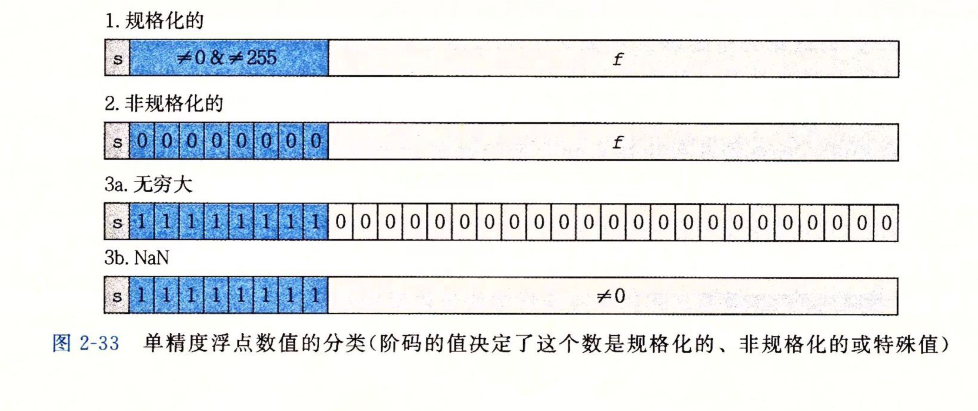 1. 规格化的
s ≠0 & ≠255 f
2. 非规格化的
s 0 0 0 0 0 0 0 0 f
3a. 无穷大
s 1 1 1 1 1 1 1 1 0 0 0 0 0 0 0 0 0 0 0 0 0 0 0 0 0 0 0 0 0 0 0
3b. NaN
s 1 1 1 1 1 1 1 1 ≠0
图 2-33 单精度浮点数值的分类(阶码的值决定了这个数是规格化的、非规格化的或特殊值)